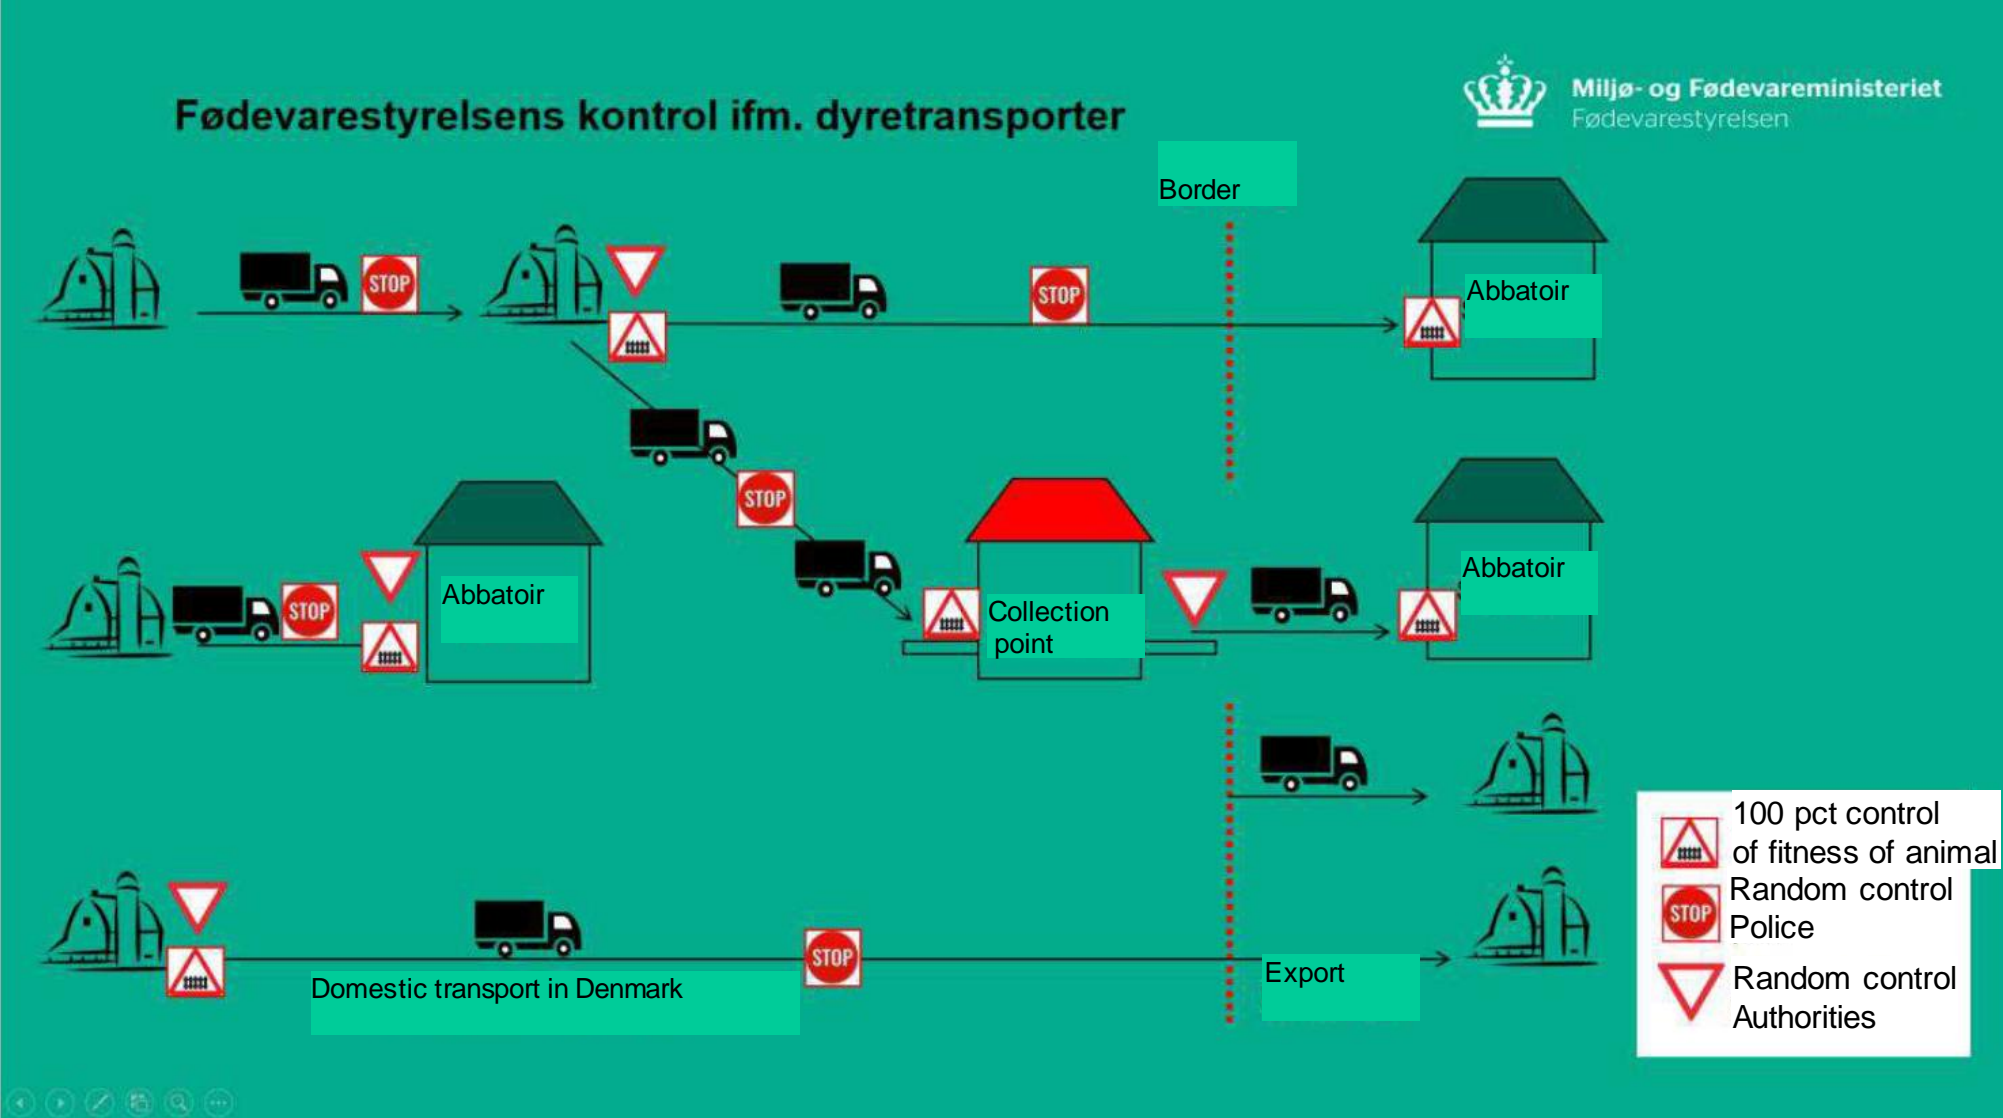 Fødevarestyrelsens kontrol ifm. dyretransporter
Miljø- og Fødevareministeriet
Fødevarestyrelsen
Border
STOP
STOP
Abbatoir
STOP
STOP
Abbatoir
Collection
point
Abbatoir
STOP
Domestic transport in Denmark
Export
100 pct control
of fitness of animal
STOP
Random control
Police
Random control
Authorities